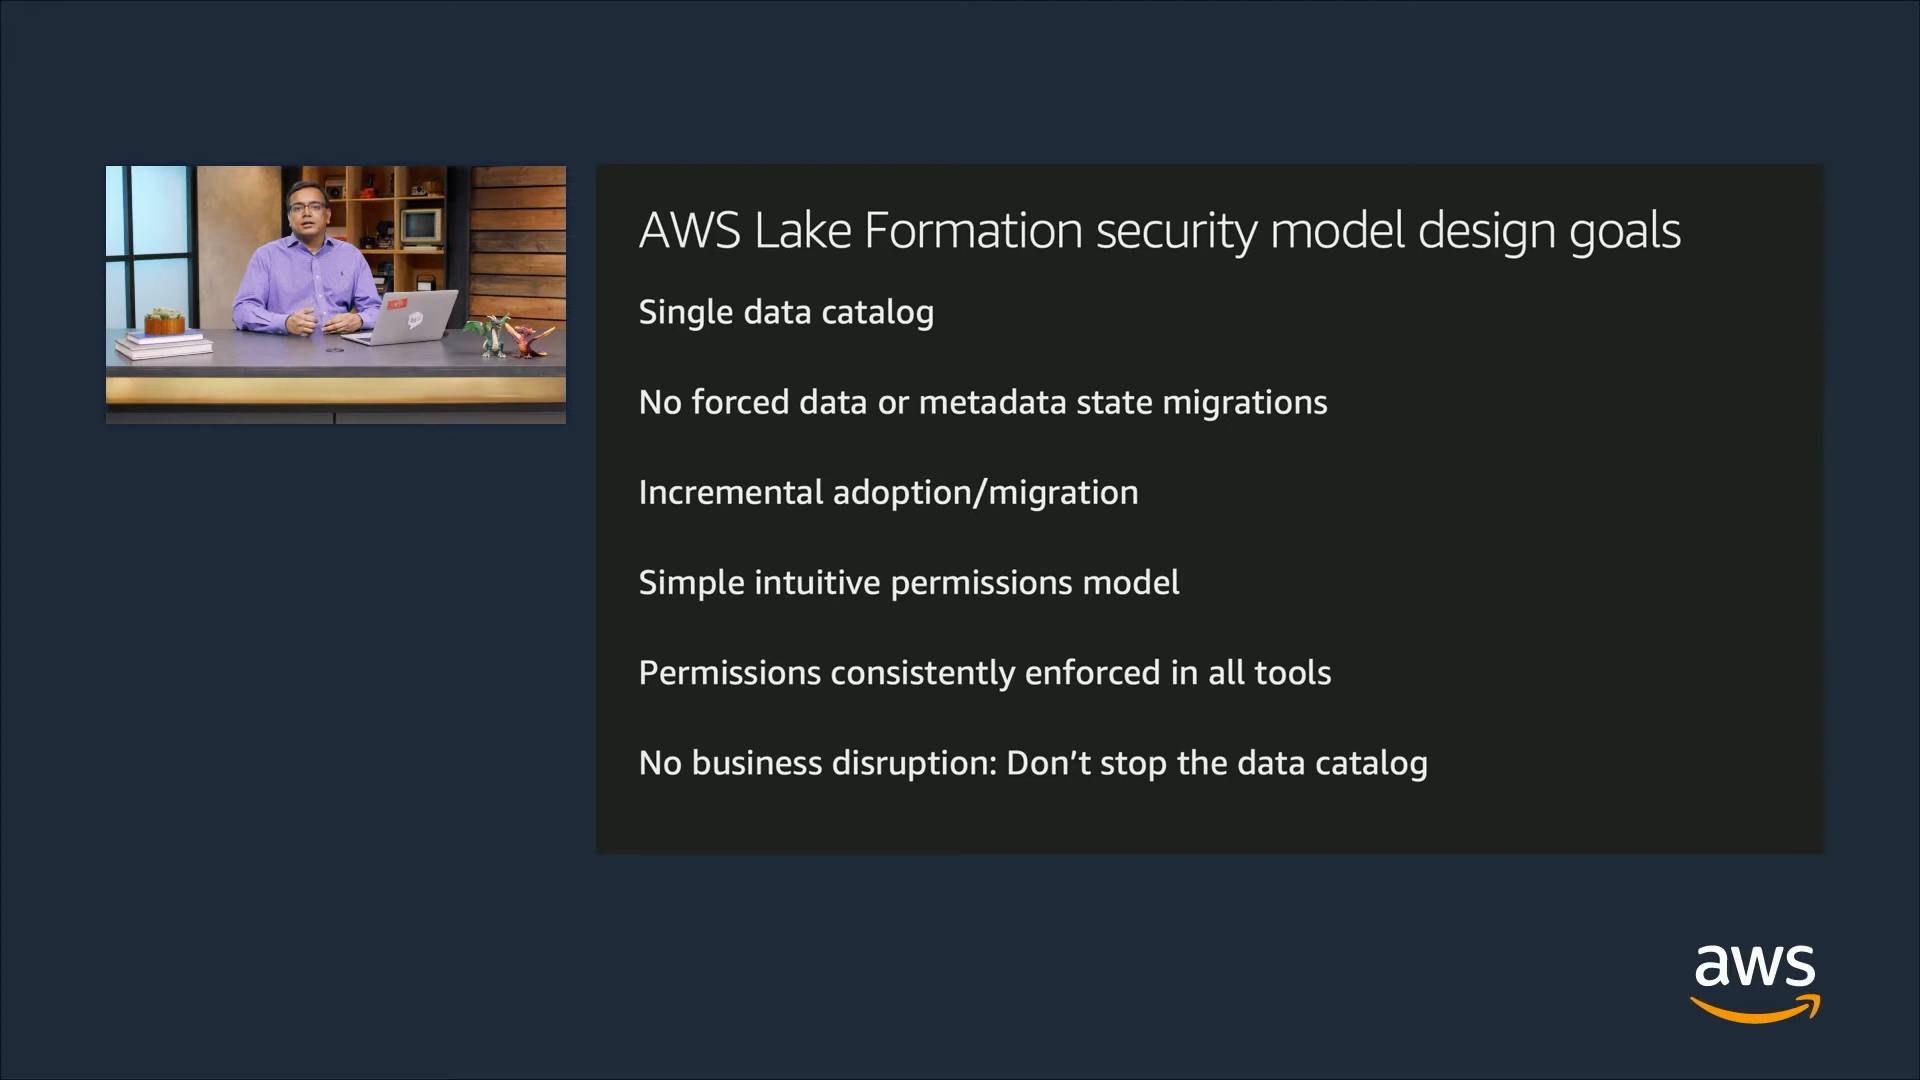 AWS Lake Formation security model design goals
Single data catalog
No forced data or metadata state migrations
Incremental adoption/migration
Simple intuitive permissions model
Permissions consistently enforced in all tools
No business disruption: Don't stop the data catalog
aws